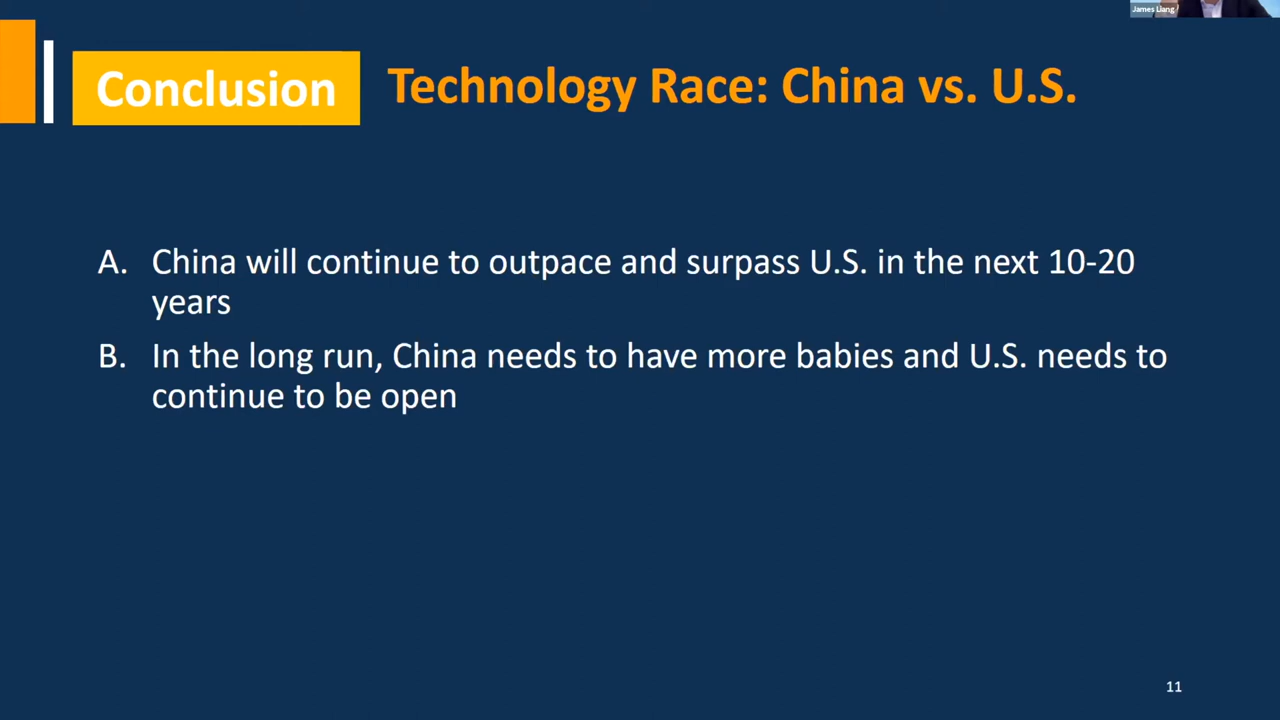 James Liang
Conclusion Technology Race: China vs. U.S.
A. China will continue to outpace and surpass U.S. in the next 10-20
years
B. In the long run, China needs to have more babies and U.S. needs to
continue to be open
11